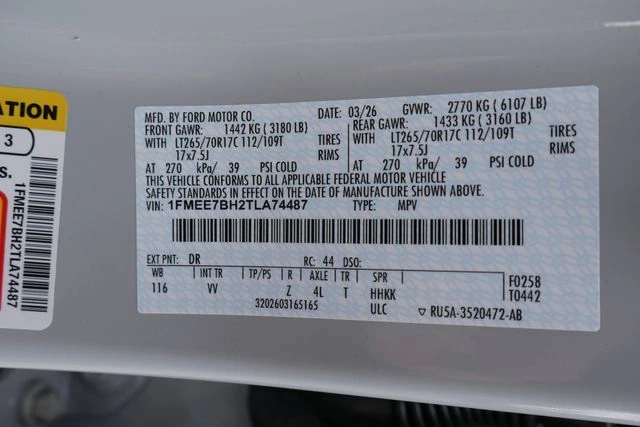 ATION
3
1FMEE7BH2TLA74487
MFD. BY FORD MOTOR CO. DATE: 03/26 GVWR: 2770 KG ( 6107 LB)
FRONT GAWR: 1442 KG ( 3180 LB) REAR GAWR: 1433 KG ( 3160 LB)
WITH LT265/70R17C 112/109T TIRES WITH LT265/70R17C 112/109T TIRES
17x7.5J RIMS 17x7.5J RIMS
AT 270 kPa/ 39 PSI COLD AT 270 kPa/ 39 PSI COLD
THIS VEHICLE CONFORMS TO ALL APPLICABLE FEDERAL MOTOR VEHICLE
SAFETY STANDARDS IN EFFECT ON THE DATE OF MANUFACTURE SHOWN ABOVE.
VIN: 1FMEE7BH2TLA74487 TYPE: MPV
EXT PNT: DR RC: 44 DSO:
WB INT TR TP/PS R AXLE TR SPR F0258
116 VV Z 4L T HHKK T0442
3202603165165 ULC RU5A-3520472-AB